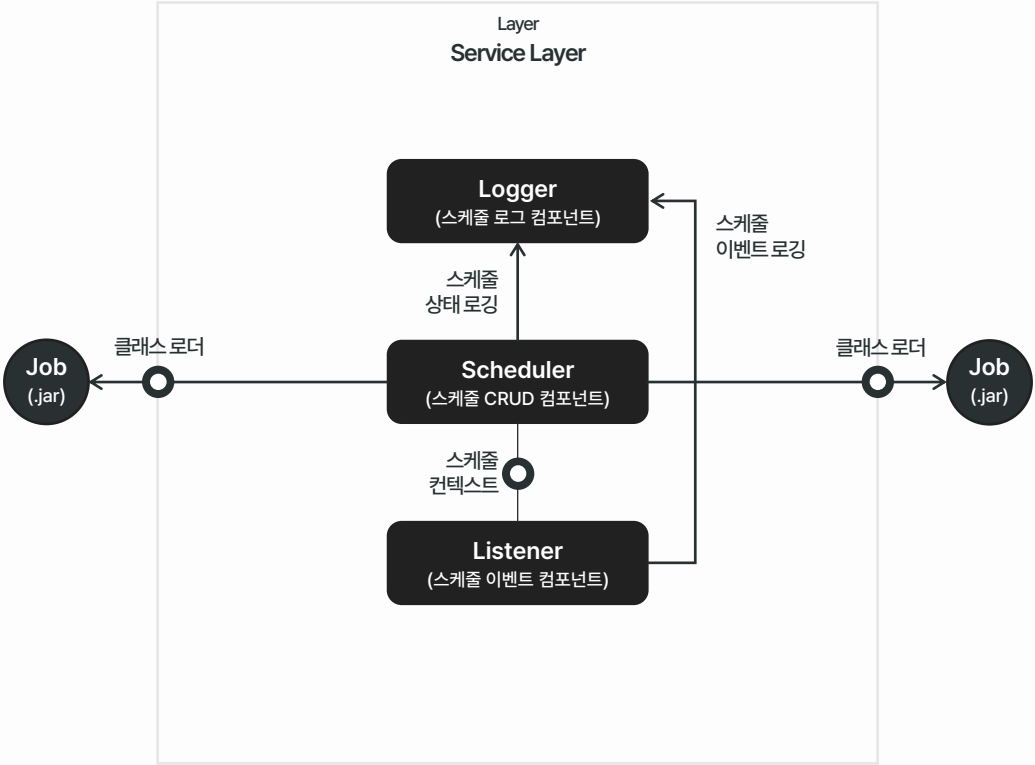 Layer
Service Layer
Logger
(스케줄 로그 컴포넌트)
스케줄
이벤트 로깅
스케줄
상태 로깅
클래스 로더
Job
(.jar)
Scheduler
(스케줄 CRUD 컴포넌트)
클래스 로더
Job
(.jar)
스케줄
컨텍스트
Listener
(스케줄 이벤트 컴포넌트)